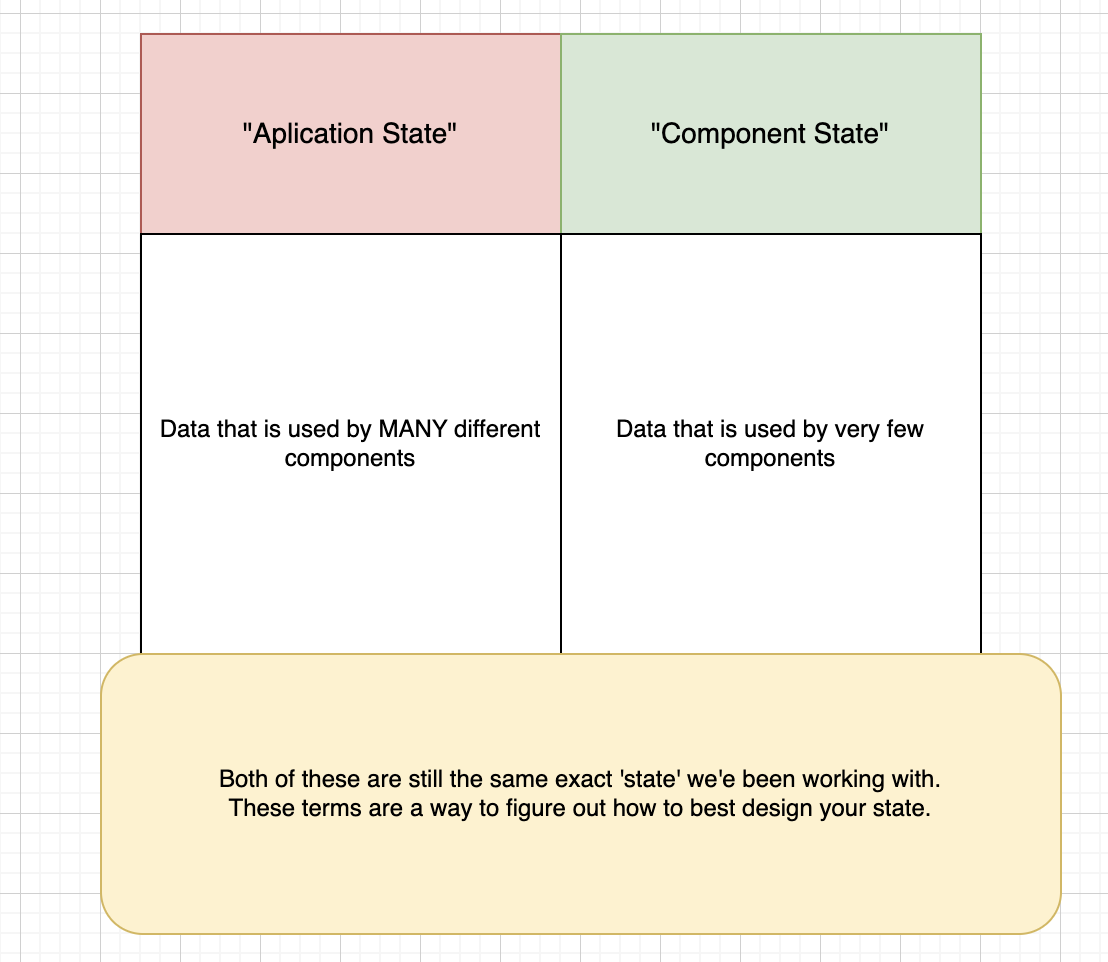 "Aplication State"
"Component State"
Data that is used by MANY different
components
Data that is used by very few
components
Both of these are still the same exact 'state' we'e been working with.
These terms are a way to figure out how to best design your state.